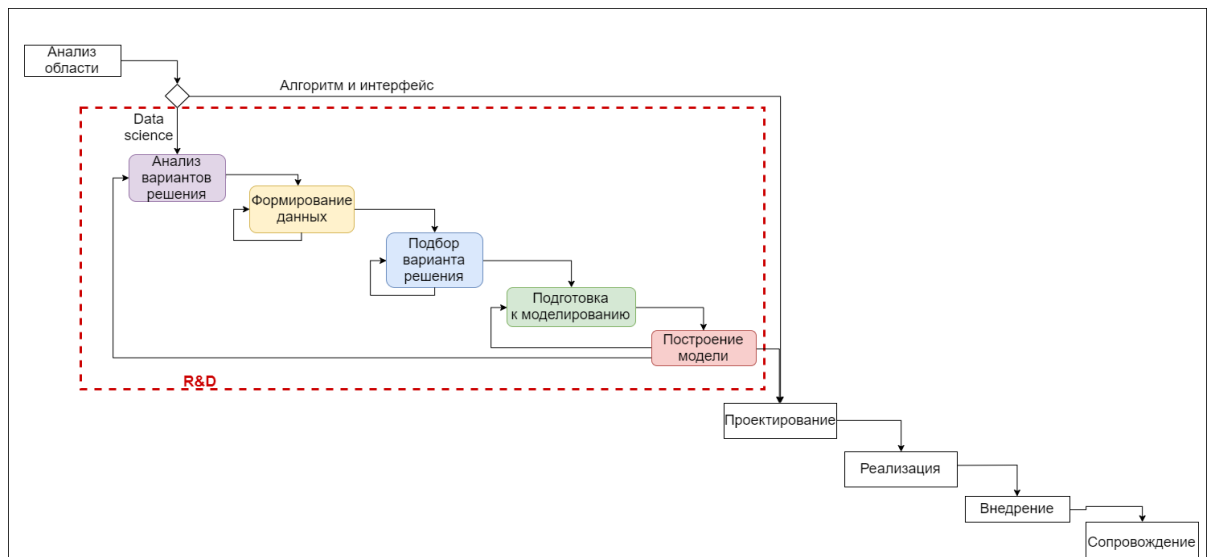 Анализ
области
Алгоритм и интерфейс
Data
science
Анализ
вариантов
решения
Формирование
данных
Подбор
варианта
решения
Подготовка
к моделированию
Построение
модели
R&D
Проектирование
Реализация
Внедрение
Сопровождение